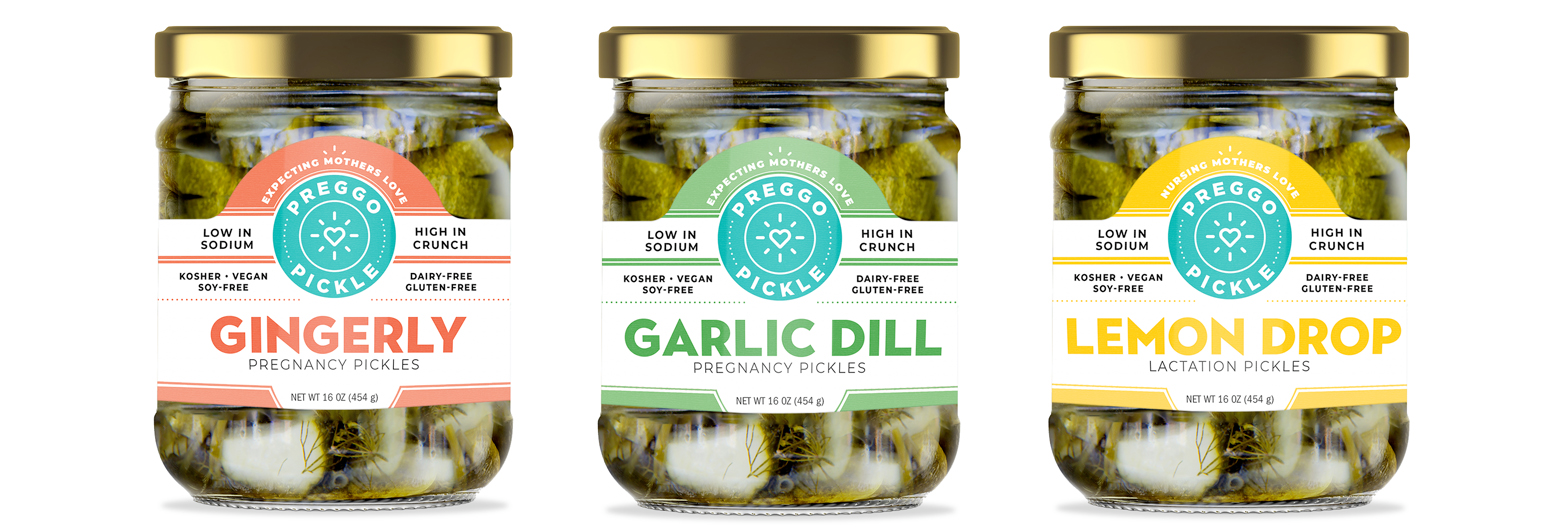 EXPECTING MOTHERS LOVE
PREGGO
PICKLE
LOW IN
SODIUM
HIGH IN
CRUNCH
KOSHER • VEGAN
SOY-FREE
DAIRY-FREE
GLUTEN-FREE
GINGERLY
PREGNANCY PICKLES
NET WT 16 OZ (454 g)
EXPECTING MOTHERS LOVE
PREGGO
PICKLE
LOW IN
SODIUM
HIGH IN
CRUNCH
KOSHER • VEGAN
SOY-FREE
DAIRY-FREE
GLUTEN-FREE
GARLIC DILL
PREGNANCY PICKLES
NET WT 16 OZ (454 g)
NURSING MOTHERS LOVE
PREGGO
PICKLE
LOW IN
SODIUM
HIGH IN
CRUNCH
KOSHER • VEGAN
SOY-FREE
DAIRY-FREE
GLUTEN-FREE
LEMON DROP
LACTATION PICKLES
NET WT 16 OZ (454 g)